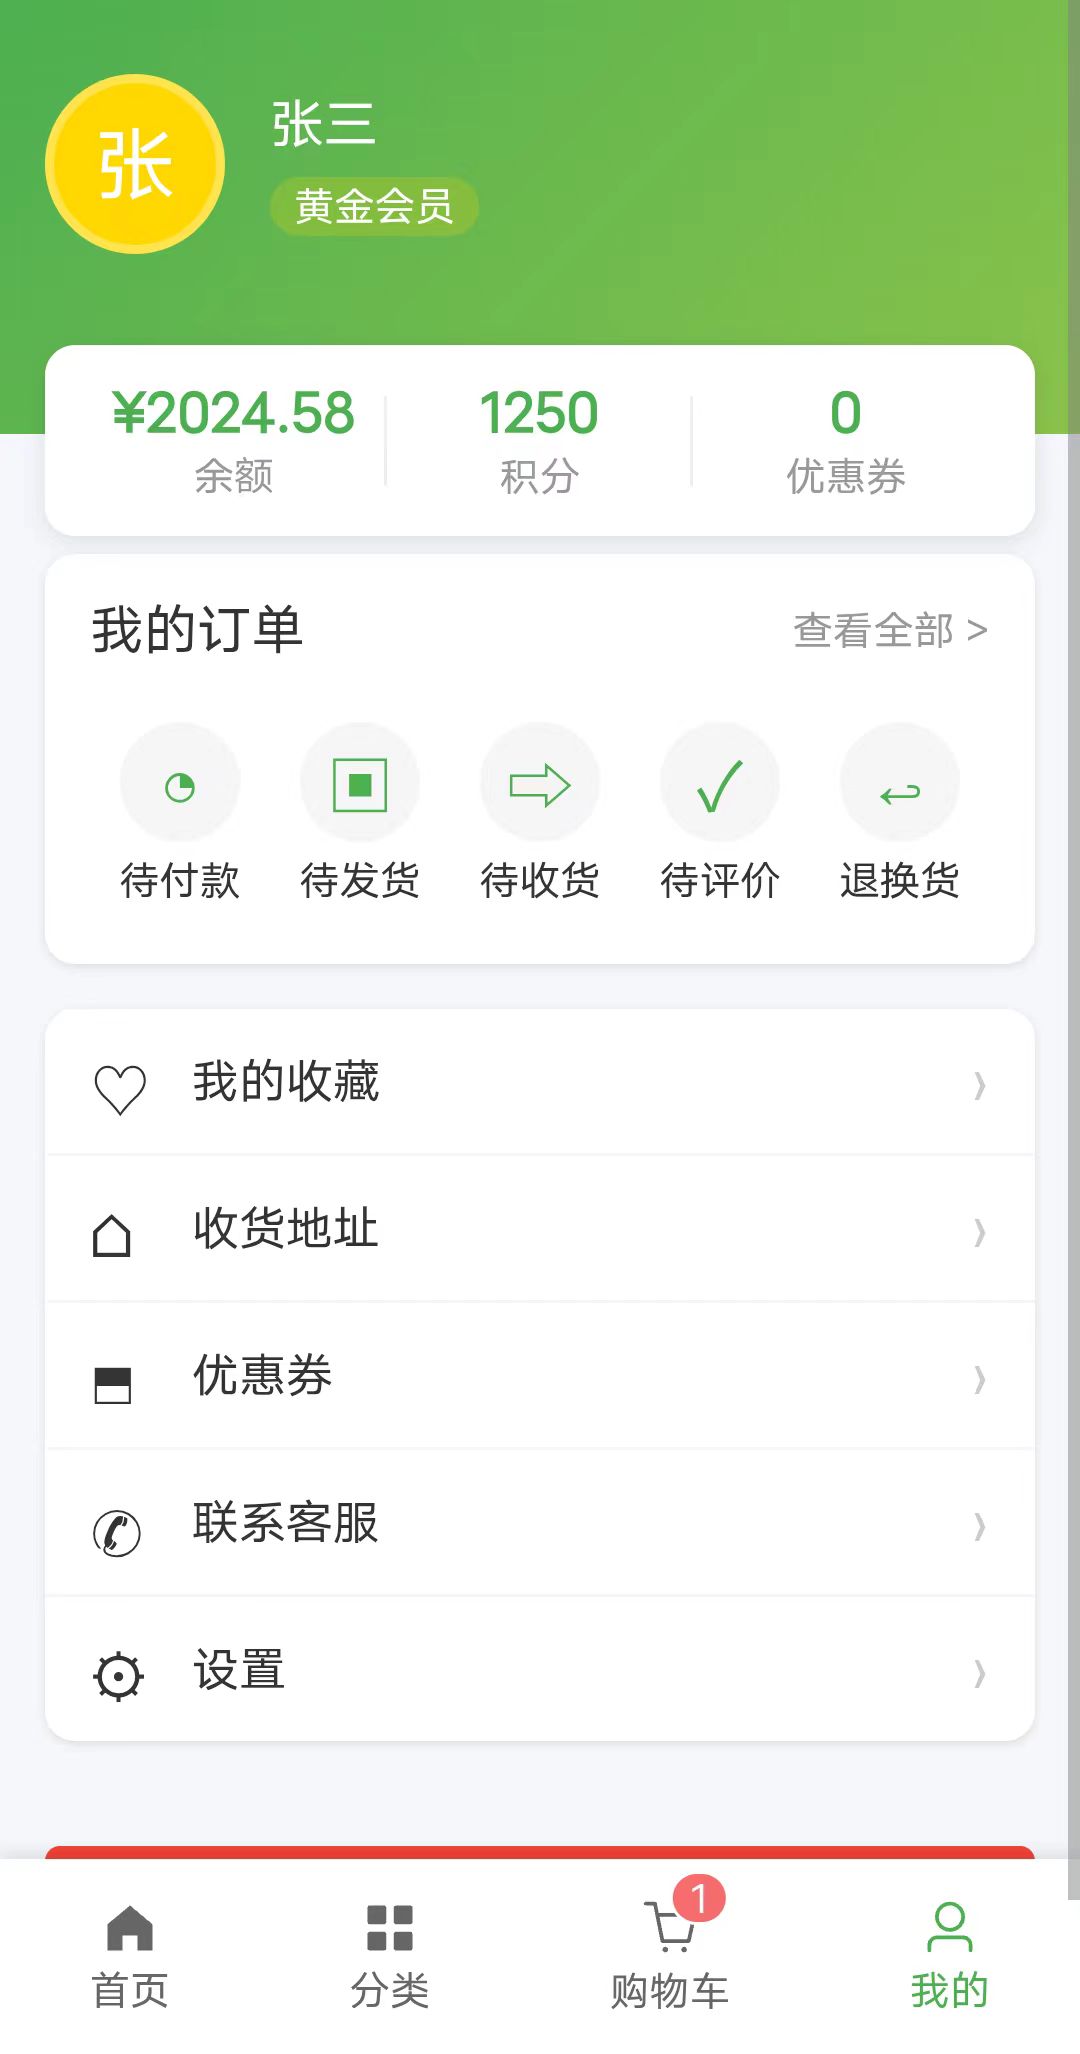 张
张三
黄金会员
¥2024.58
余额
1250
积分
0
优惠券
我的订单
查看全部 >
待付款
待发货
待收货
待评价
退换货
我的收藏
收货地址
优惠券
联系客服
设置
首页
分类
1
购物车
我的